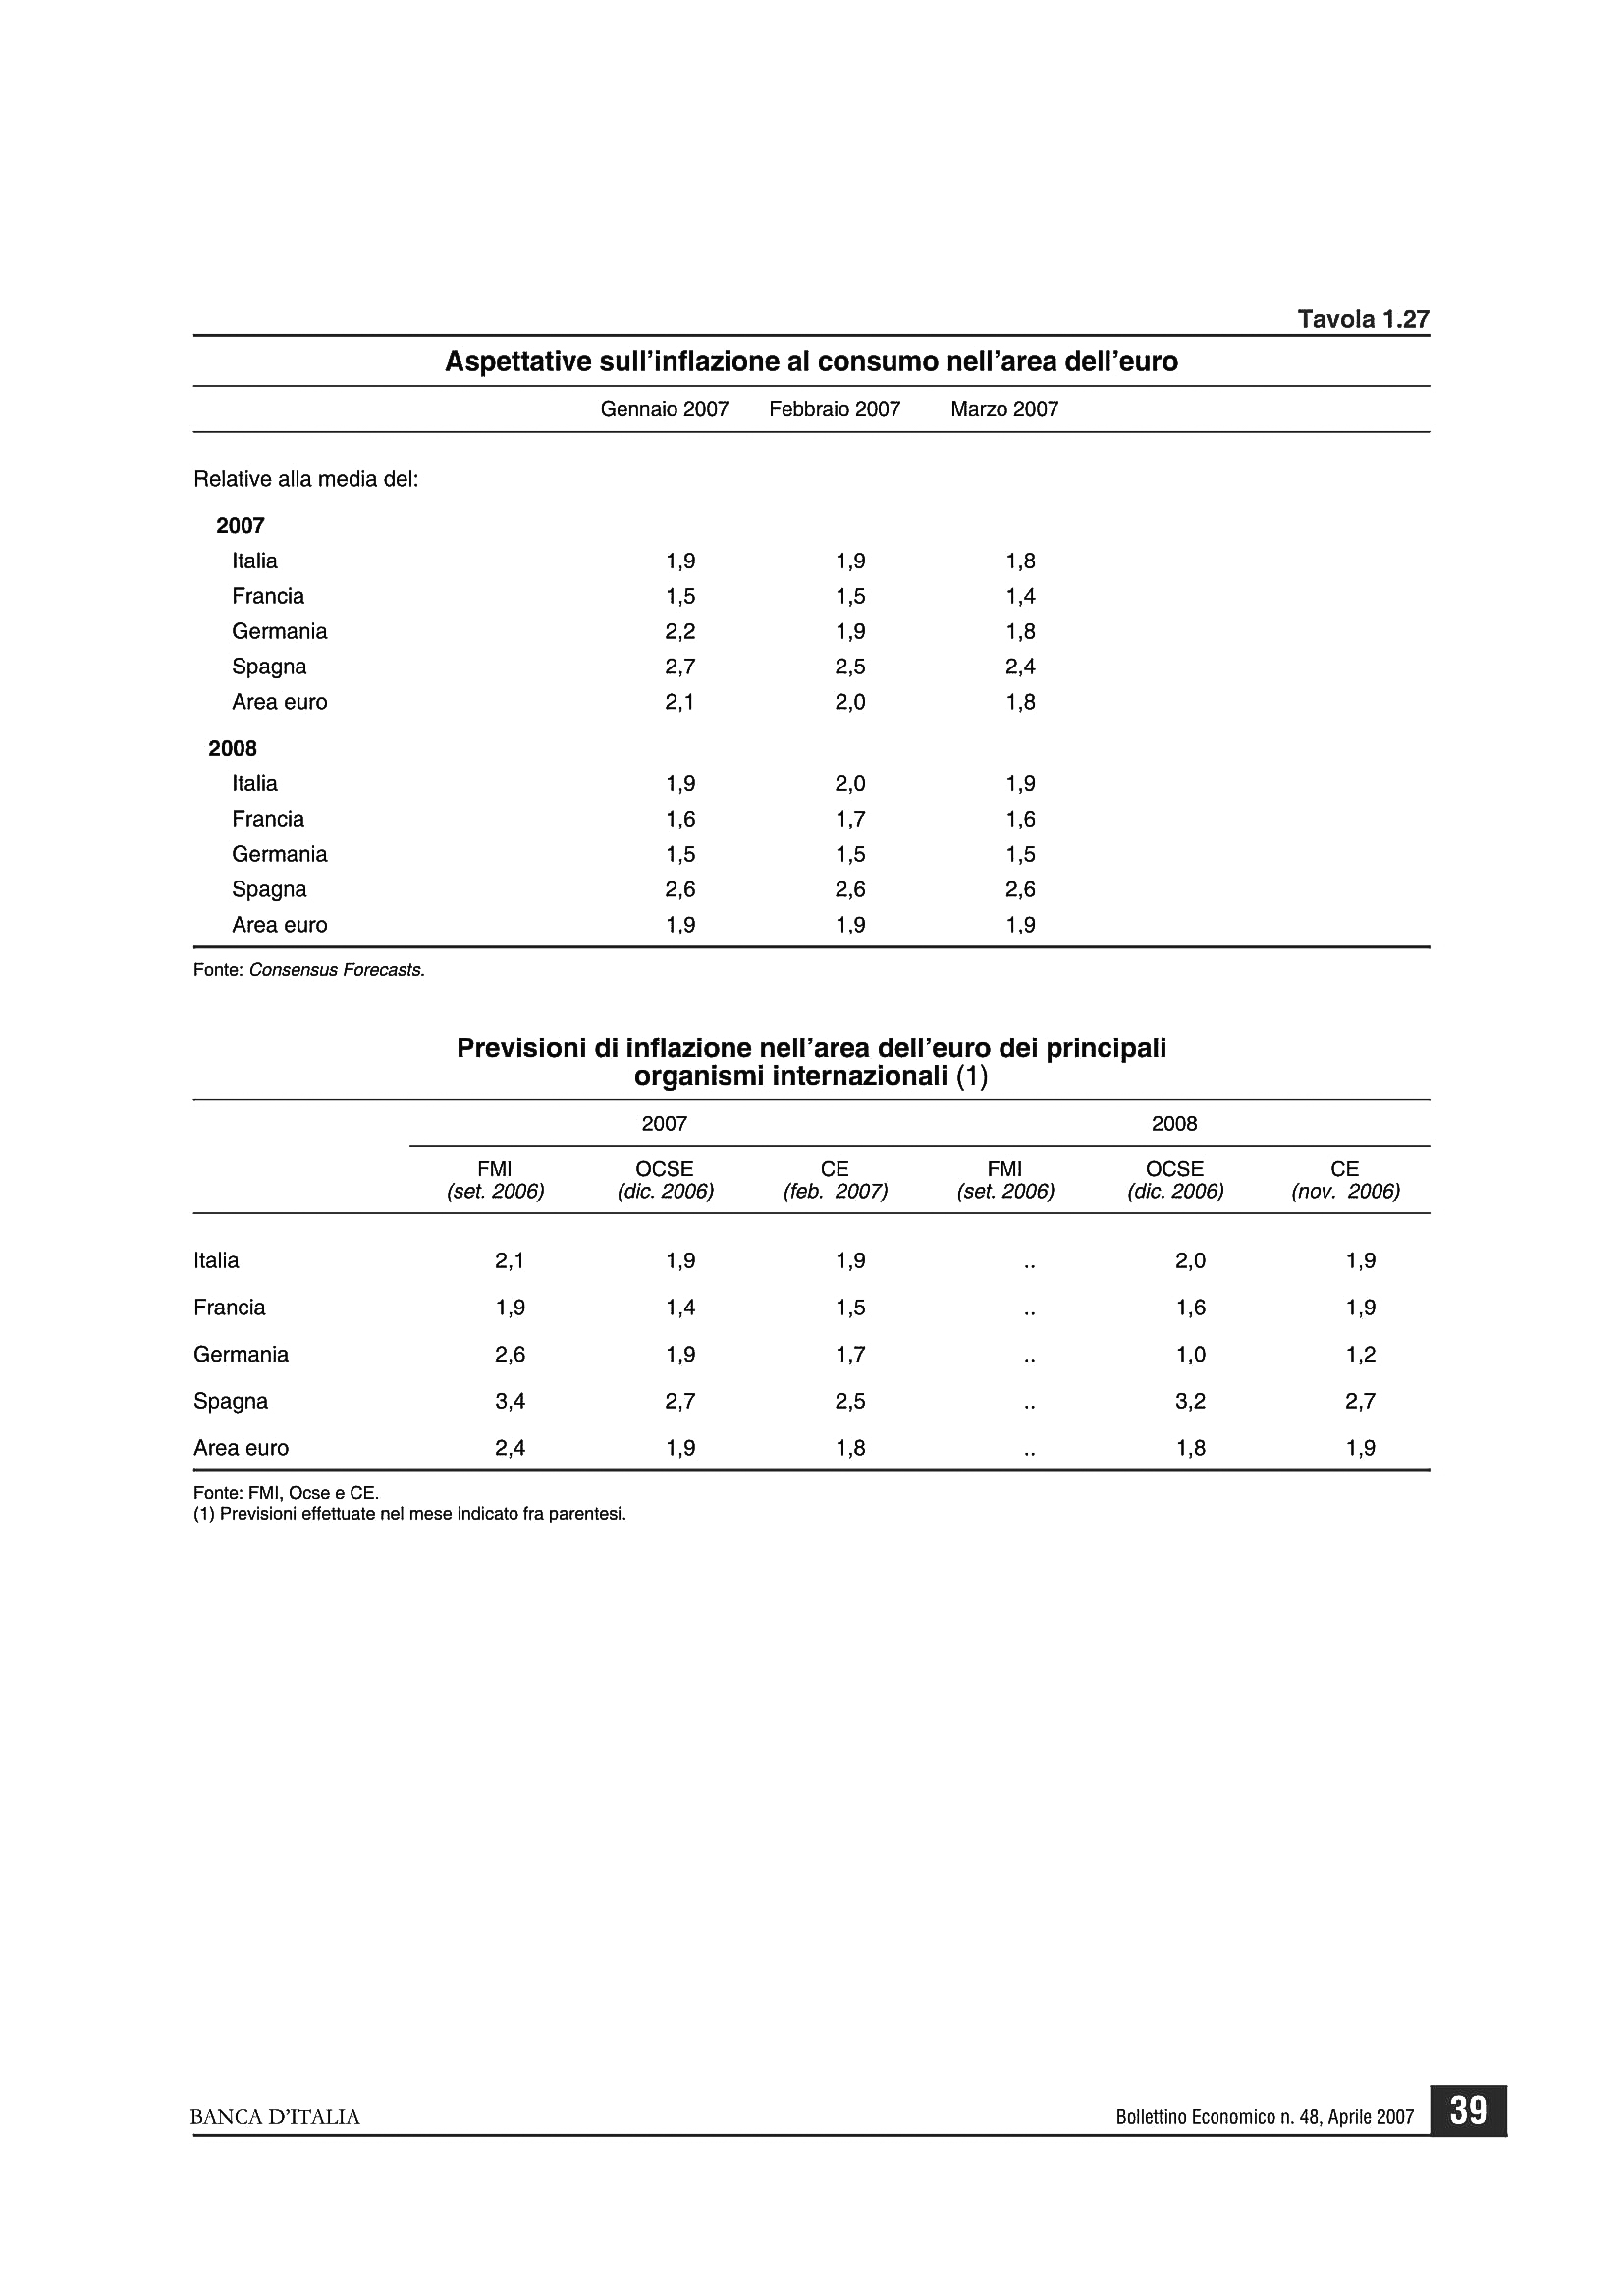 Tavola 1.27
Aspettative sull'inflazione al consumo nell'area dell'euro
Gennaio 2007 Febbraio 2007 Marzo 2007
Relative alla media del:
2007
Italia 1,9 1,9 1,8
Francia 1,5 1,5 1,4
Germania 2,2 1,9 1,8
Spagna 2,7 2,5 2,4
Area euro 2,1 2,0 1,8
2008
Italia 1,9 2,0 1,9
Francia 1,6 1,7 1,6
Germania 1,5 1,5 1,5
Spagna 2,6 2,6 2,6
Area euro 1,9 1,9 1,9
Fonte: Consensus Forecasts.
Previsioni di inflazione nell'area dell'euro dei principali
organismi internazionali (1)
2007 2008
FMI OCSE CE FMI OCSE CE
(set. 2006) (dic. 2006) (feb. 2007) (set. 2006) (dic. 2006) (nov. 2006)
Italia 2,1 1,9 1,9 .. 2,0 1,9
Francia 1,9 1,4 1,5 .. 1,6 1,9
Germania 2,6 1,9 1,7 .. 1,0 1,2
Spagna 3,4 2,7 2,5 .. 3,2 2,7
Area euro 2,4 1,9 1,8 .. 1,8 1,9
Fonte: FMI, Ocse e CE.
(1) Previsioni effettuate nel mese indicato fra parentesi.
BANCA D'ITALIA Bollettino Economico n. 48, Aprile 2007 39